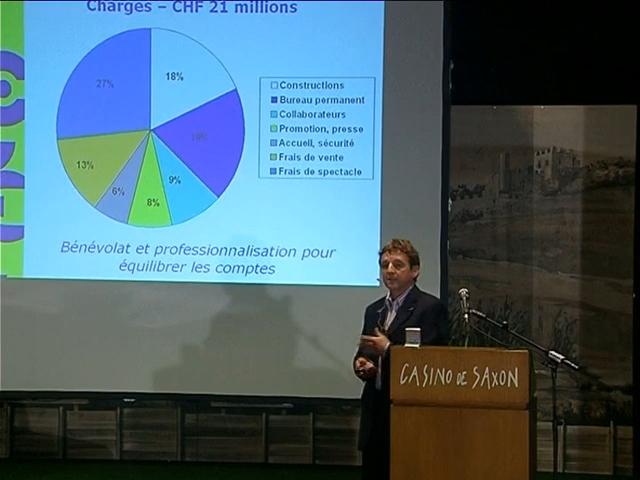 Charges – CHF 21 millions
27%
18%
19%
13%
6%
8%
9%
Constructions
Bureau permanent
Collaborateurs
Promotion, presse
Accueil, sécurité
Frais de vente
Frais de spectacle
Bénévolat et professionnalisation pour
équilibrer les comptes
CASINO DE SAXON